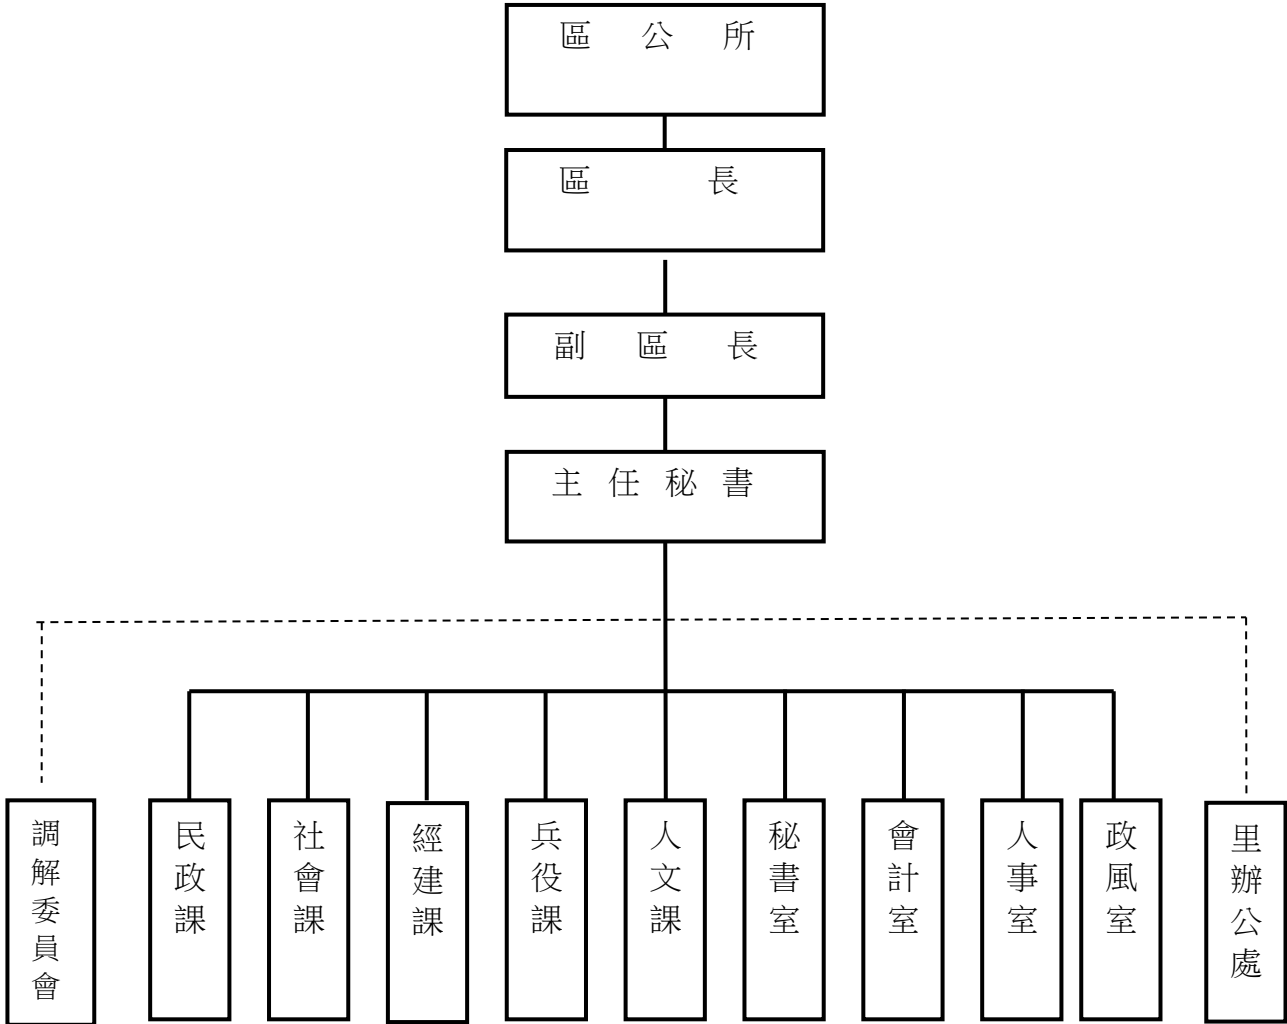 區公所
區長
副區長
主任秘書
調解委員會
民政課
社會課
經建課
兵役課
人文課
秘書室
會計室
人事室
政風室
里辦公處